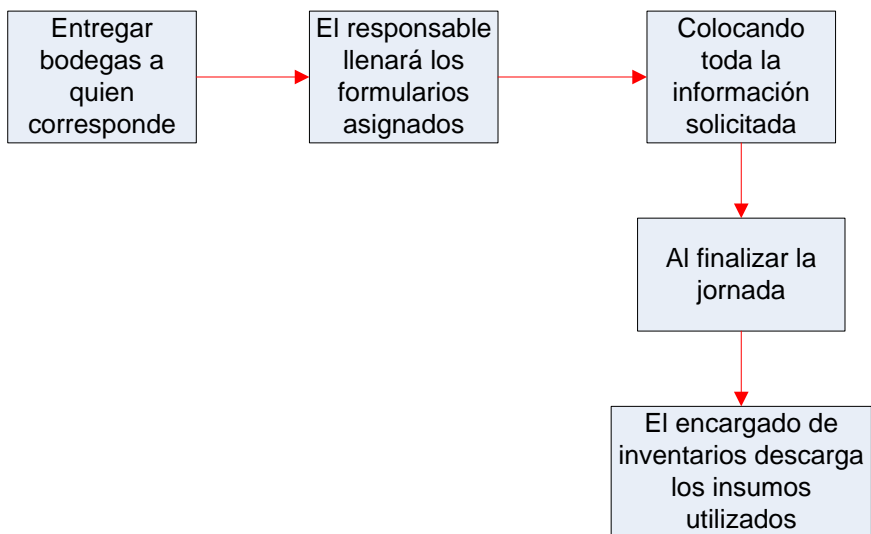 Entregar
bodegas a
quien
corresponde
El responsable
llenará los
formularios
asignados
Colocando
toda la
información
solicitada
Al finalizar la
jornada
El encargado de
inventarios descarga
los insumos
utilizados